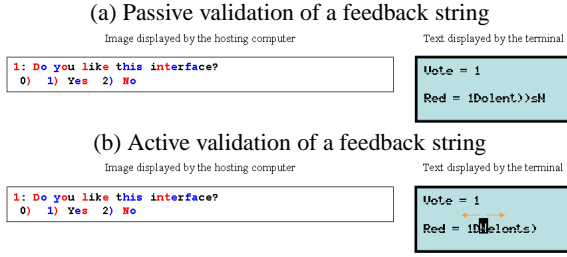 (a) Passive validation of a feedback string
Image displayed by the hosting computer Text displayed by the terminal
1: Do you like this interface?
0) 1) Yes 2) No
Vote = 1
Red = 1Dolent))sN
(b) Active validation of a feedback string
Image displayed by the hosting computer Text displayed by the terminal
1: Do you like this interface?
0) 1) Yes 2) No
Vote = 1
Red = 1DNelonts)